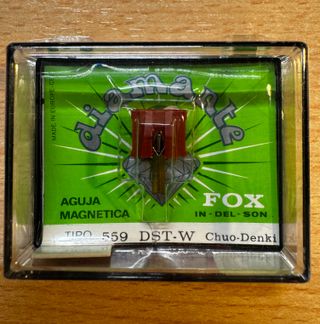 MADE IN EUROPE
diamante
AGUJA
MAGNETICA
FOX
IN-DEL-SON
TIPO 559 DST-W Chuo-Denki